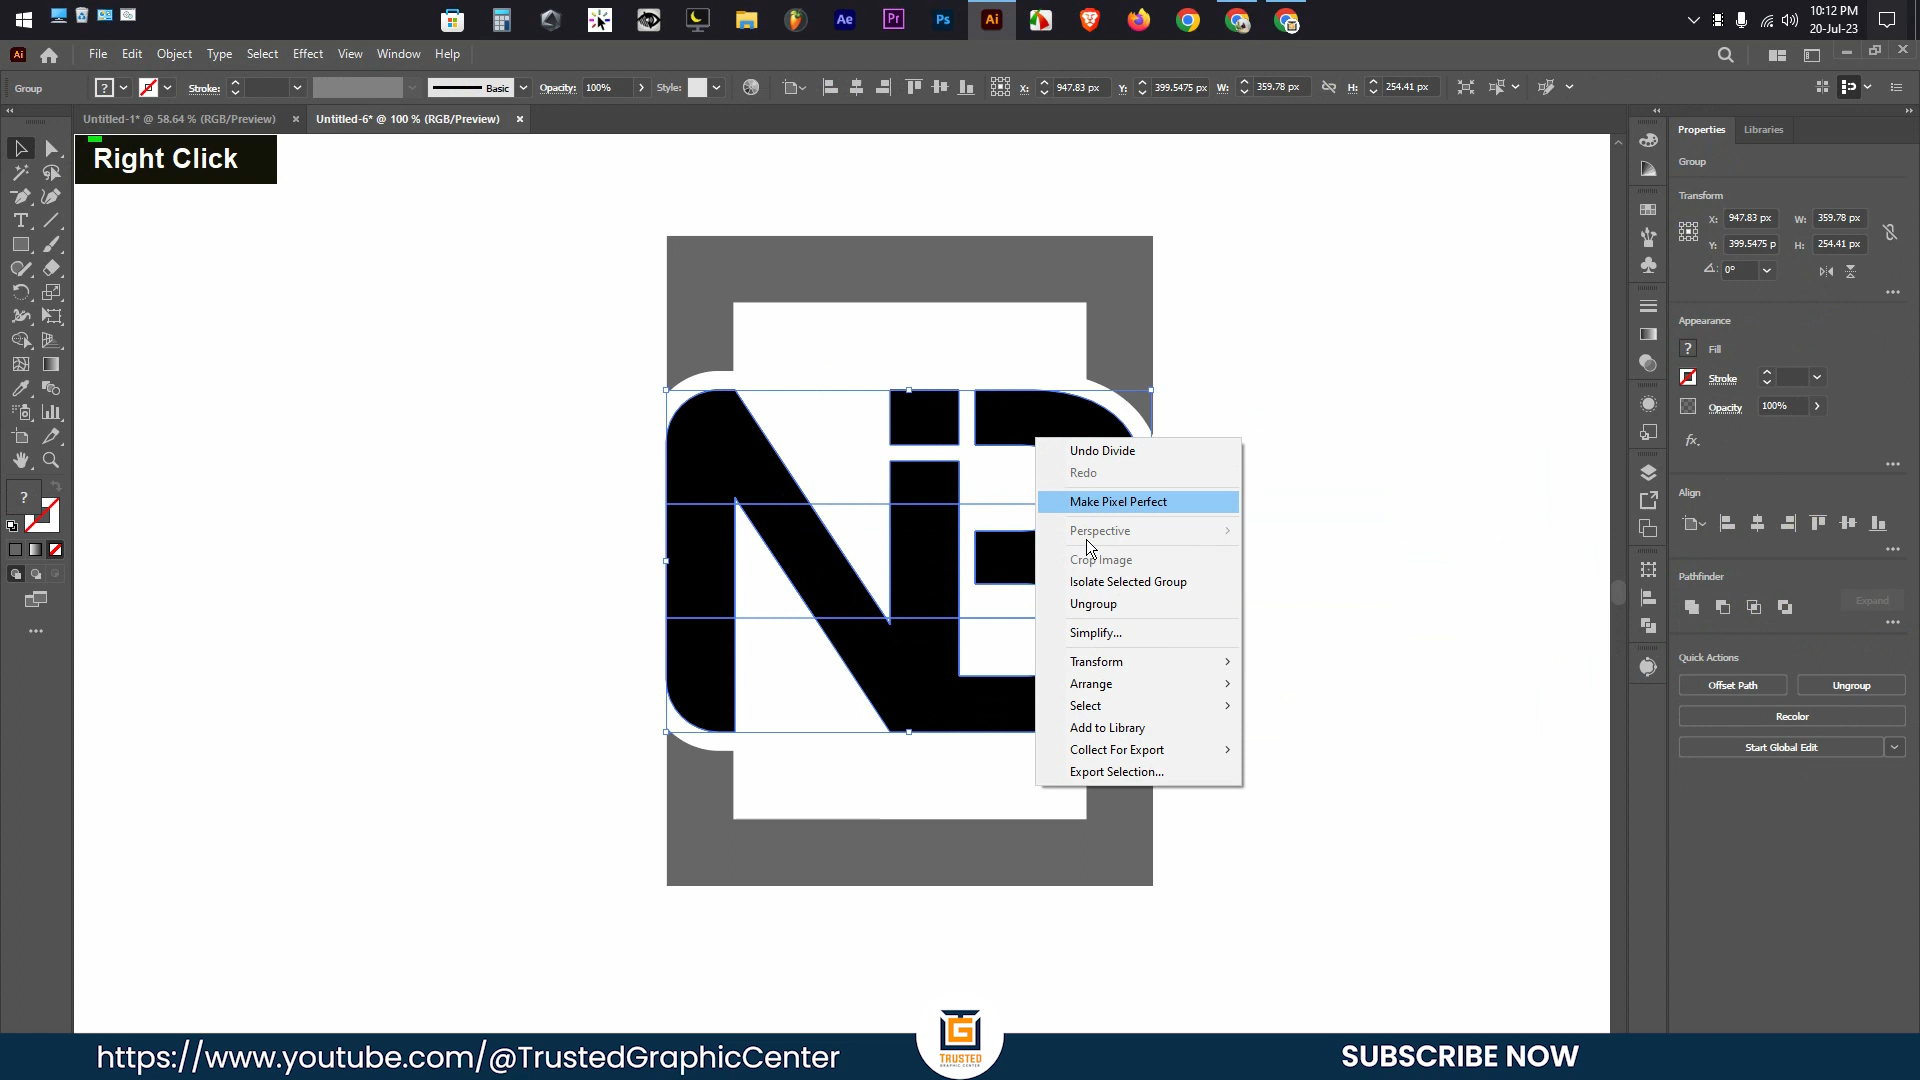 10:12 PM
20-Jul-23
File Edit Object Type Select Effect View Window Help
Group Stroke: Basic Opacity: 100% Style: X: 947.83 px Y: 399.5475 px W: 359.78 px H: 254.41 px
Untitled-1* @ 58.64 % (RGB/Preview) Untitled-6* @ 100 % (RGB/Preview)
Right Click
Properties Libraries
Group
Transform
X: 947.83 px W: 359.78 px
Y: 399.5475 p H: 254.41 px
0°
Appearance
? Fill
Stroke
Opacity 100%
Align
Pathfinder
Expand
Quick Actions
Offset Path Ungroup
Recolor
Start Global Edit
Undo Divide
Redo
Make Pixel Perfect
Perspective
Crop Image
Isolate Selected Group
Ungroup
Simplify...
Transform
Arrange
Select
Add to Library
Collect For Export
Export Selection...
https://www.youtube.com/@TrustedGraphicCenter
TRUSTED
GRAPHIC CENTER
SUBSCRIBE NOW